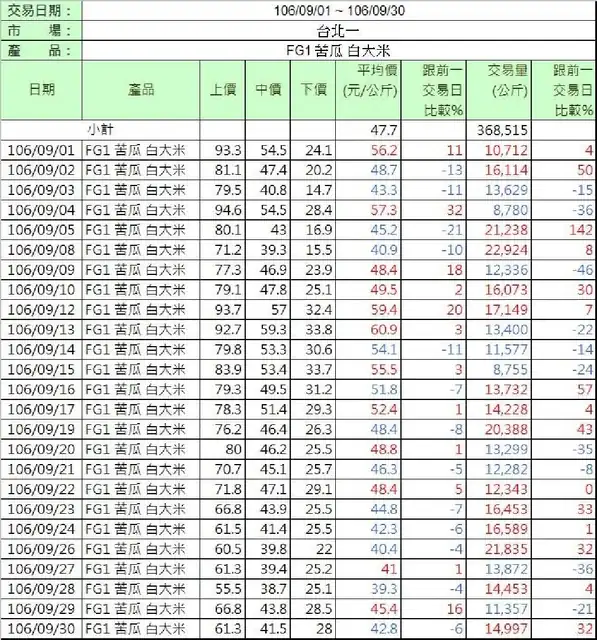 交易日期： 106/09/01 ~ 106/09/30
市　　場： 台北一
產　　品： FG1 苦瓜 白大米
日期 產品 上價 中價 下價 平均價(元/公斤) 跟前一交易日比較% 交易量(公斤) 跟前一交易日比較%
小計 47.7 368,515
106/09/01 FG1 苦瓜 白大米 93.3 54.5 24.1 56.2 11 10,712 4
106/09/02 FG1 苦瓜 白大米 81.1 47.4 20.2 48.7 -13 16,114 50
106/09/03 FG1 苦瓜 白大米 79.5 40.8 14.7 43.3 -11 13,629 -15
106/09/04 FG1 苦瓜 白大米 94.6 54.5 28.4 57.3 32 8,780 -36
106/09/05 FG1 苦瓜 白大米 80.1 43 16.9 45.2 -21 21,238 142
106/09/08 FG1 苦瓜 白大米 71.2 39.3 15.5 40.9 -10 22,924 8
106/09/09 FG1 苦瓜 白大米 77.3 46.9 23.9 48.4 18 12,336 -46
106/09/10 FG1 苦瓜 白大米 79.1 47.8 25.1 49.5 2 16,073 30
106/09/12 FG1 苦瓜 白大米 93.7 57 32.4 59.4 20 17,149 7
106/09/13 FG1 苦瓜 白大米 92.7 59.3 33.8 60.9 3 13,400 -22
106/09/14 FG1 苦瓜 白大米 79.8 53.3 30.6 54.1 -11 11,577 -14
106/09/15 FG1 苦瓜 白大米 83.9 53.4 33.7 55.5 3 8,755 -24
106/09/16 FG1 苦瓜 白大米 79.3 49.5 31.2 51.8 -7 13,732 57
106/09/17 FG1 苦瓜 白大米 78.3 51.4 29.3 52.4 1 14,228 4
106/09/19 FG1 苦瓜 白大米 76.2 46.4 26.3 48.4 -8 20,388 43
106/09/20 FG1 苦瓜 白大米 80 46.2 25.5 48.8 1 13,299 -35
106/09/21 FG1 苦瓜 白大米 70.7 45.1 25.7 46.3 -5 12,282 -8
106/09/22 FG1 苦瓜 白大米 71.8 47.1 29.1 48.4 5 12,343 0
106/09/23 FG1 苦瓜 白大米 66.8 43.9 25.5 44.8 -7 16,453 33
106/09/24 FG1 苦瓜 白大米 61.5 41.4 25.5 42.3 -6 16,589 1
106/09/26 FG1 苦瓜 白大米 60.5 39.8 22 40.4 -4 21,835 32
106/09/27 FG1 苦瓜 白大米 61.3 39.4 25.2 41 1 13,872 -36
106/09/28 FG1 苦瓜 白大米 55.5 38.7 25.1 39.3 -4 14,453 4
106/09/29 FG1 苦瓜 白大米 66.8 43.8 28.5 45.4 16 11,357 -21
106/09/30 FG1 苦瓜 白大米 61.3 41.5 28 42.8 -6 14,997 32